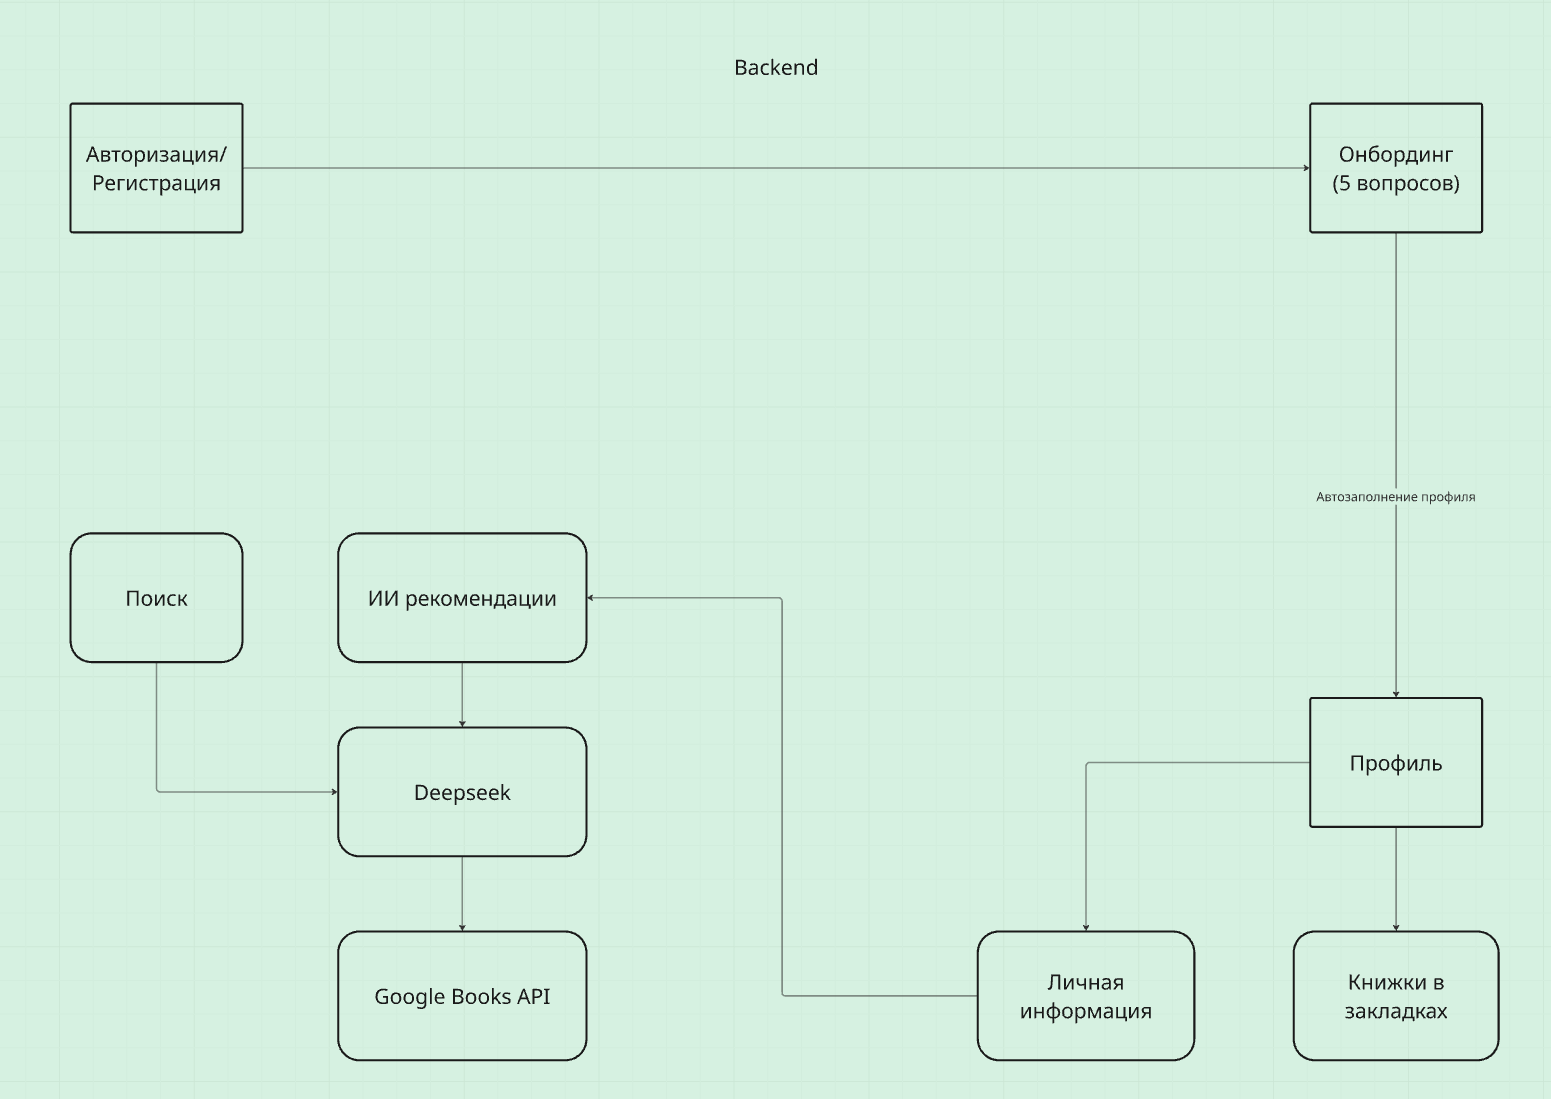 Backend
Авторизация/
Регистрация
Онбординг
(5 вопросов)
Автозаполнение профиля
Поиск
ИИ рекомендации
Deepseek
Профиль
Google Books API
Личная
информация
Книжки в
закладках